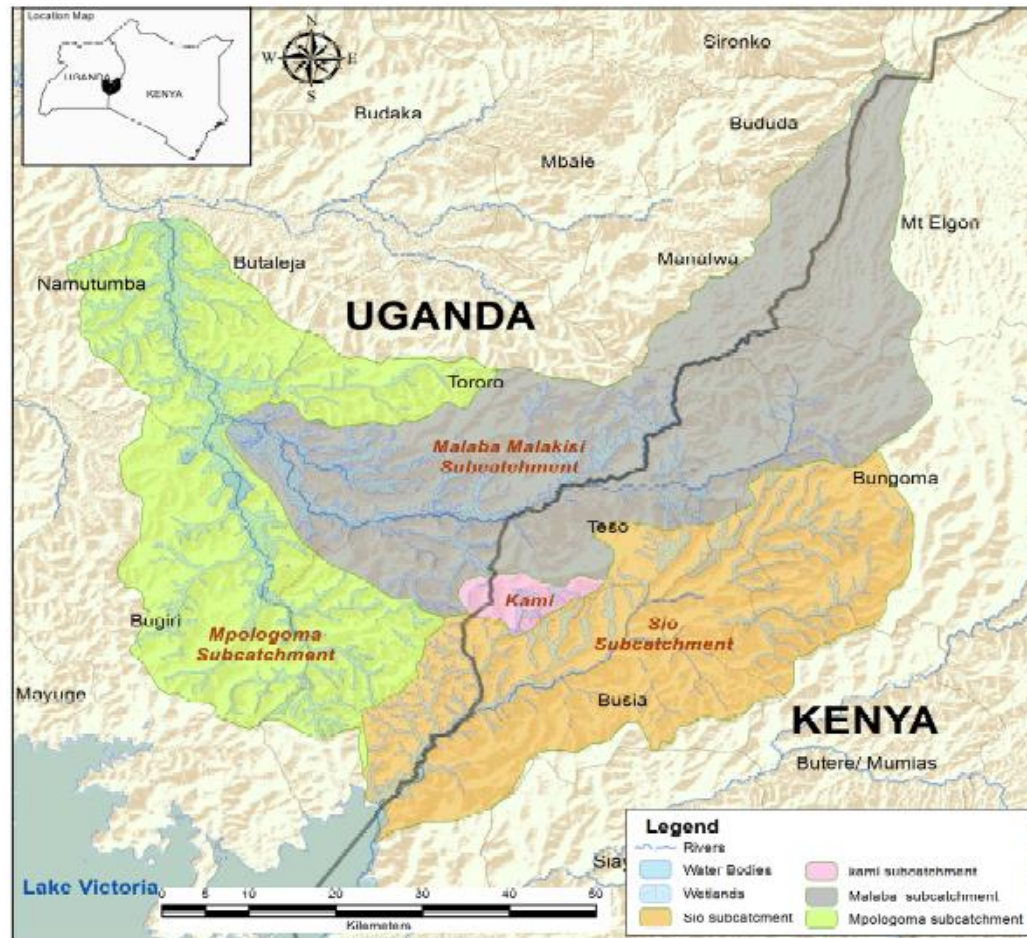 Location Map
UGANDA
KENYA
N
W
E
S
Sironko
Budaka
Bududa
Mbale
Mt Elgon
Manafwa
Butaleja
Namutumba
UGANDA
Tororo
Malaba Malakisi
Subcatchment
Bungoma
Teso
Kami
Bugiri
Mpologoma
Subcatchment
Sio
Subcatchment
Mayuge
Busia
KENYA
Butere/ Mumias
Legend
Rivers
Water Bodies
Wetlands
Sio subcatcment
kami subcatchment
Malaba subcatchment
Mpologoma subcatchment
Siay
Lake Victoria
0 5 10 20 30 40 50
Kilometers